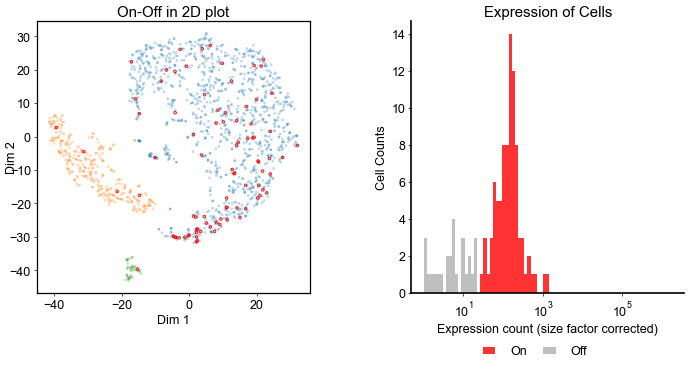 On-Off in 2D plot
30
20
10
0
−10
−20
−30
−40
Dim 2
−40 −20 0 20
Dim 1
Expression of Cells
14
12
10
8
6
4
2
0
Cell Counts
10^1 10^3 10^5
Expression count (size factor corrected)
On Off